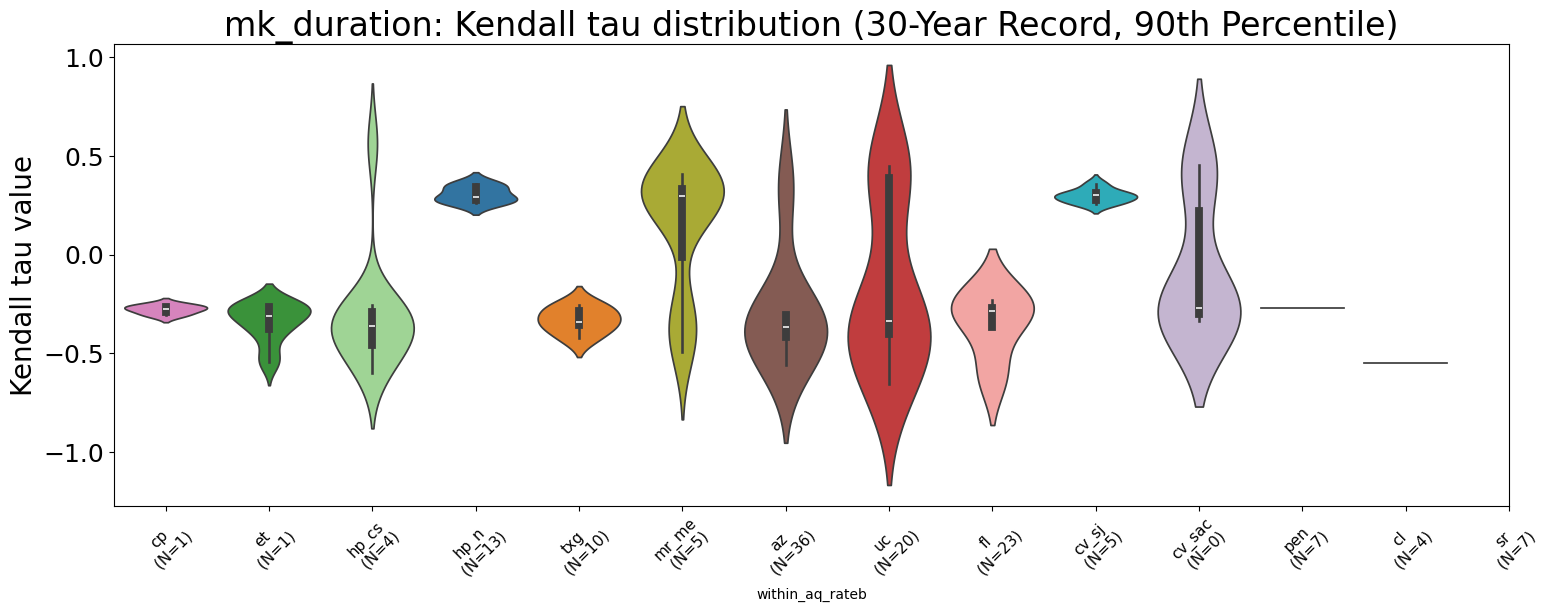 mk_duration: Kendall tau distribution (30-Year Record, 90th Percentile)
Kendall tau value
1.0
0.5
0.0
−0.5
−1.0
cp
(N=1)
et
(N=1)
hp_cs
(N=4)
hp_n
(N=13)
txg
(N=10)
mr_me
(N=5)
az
(N=36)
uc
(N=20)
fl
(N=23)
cv_sj
(N=5)
cv_sac
(N=0)
pen
(N=7)
cl
(N=4)
sr
(N=7)
within_aq_rateb